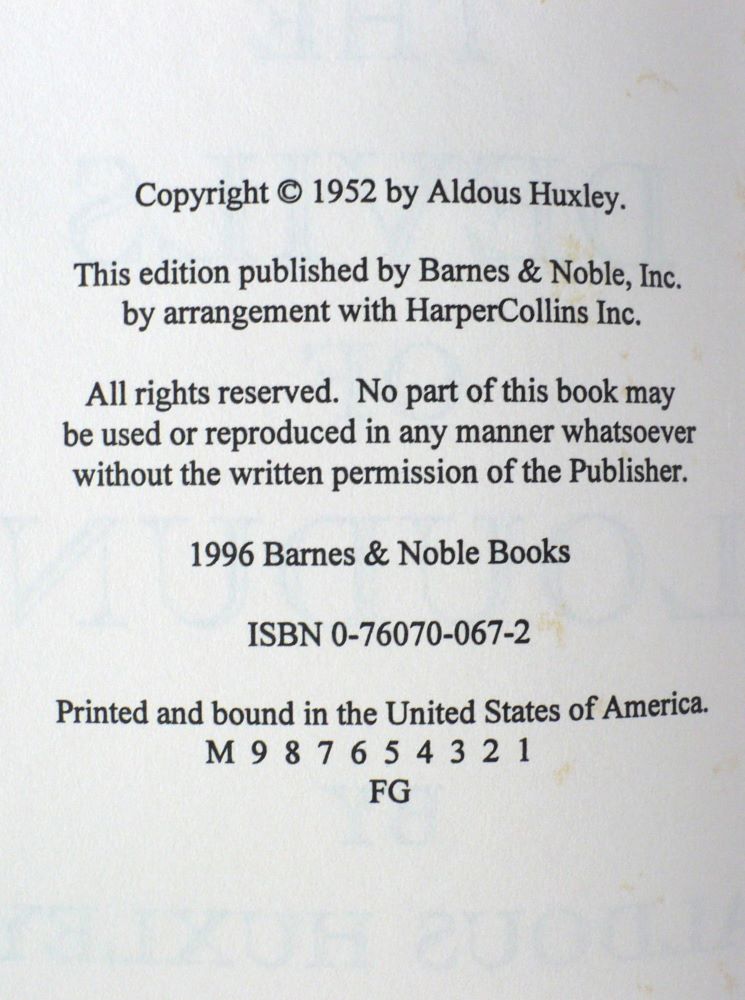 Copyright © 1952 by Aldous Huxley.
This edition published by Barnes & Noble, Inc.
by arrangement with HarperCollins Inc.
All rights reserved. No part of this book may
be used or reproduced in any manner whatsoever
without the written permission of the Publisher.
1996 Barnes & Noble Books
ISBN 0-76070-067-2
Printed and bound in the United States of America.
M 9 8 7 6 5 4 3 2 1
FG